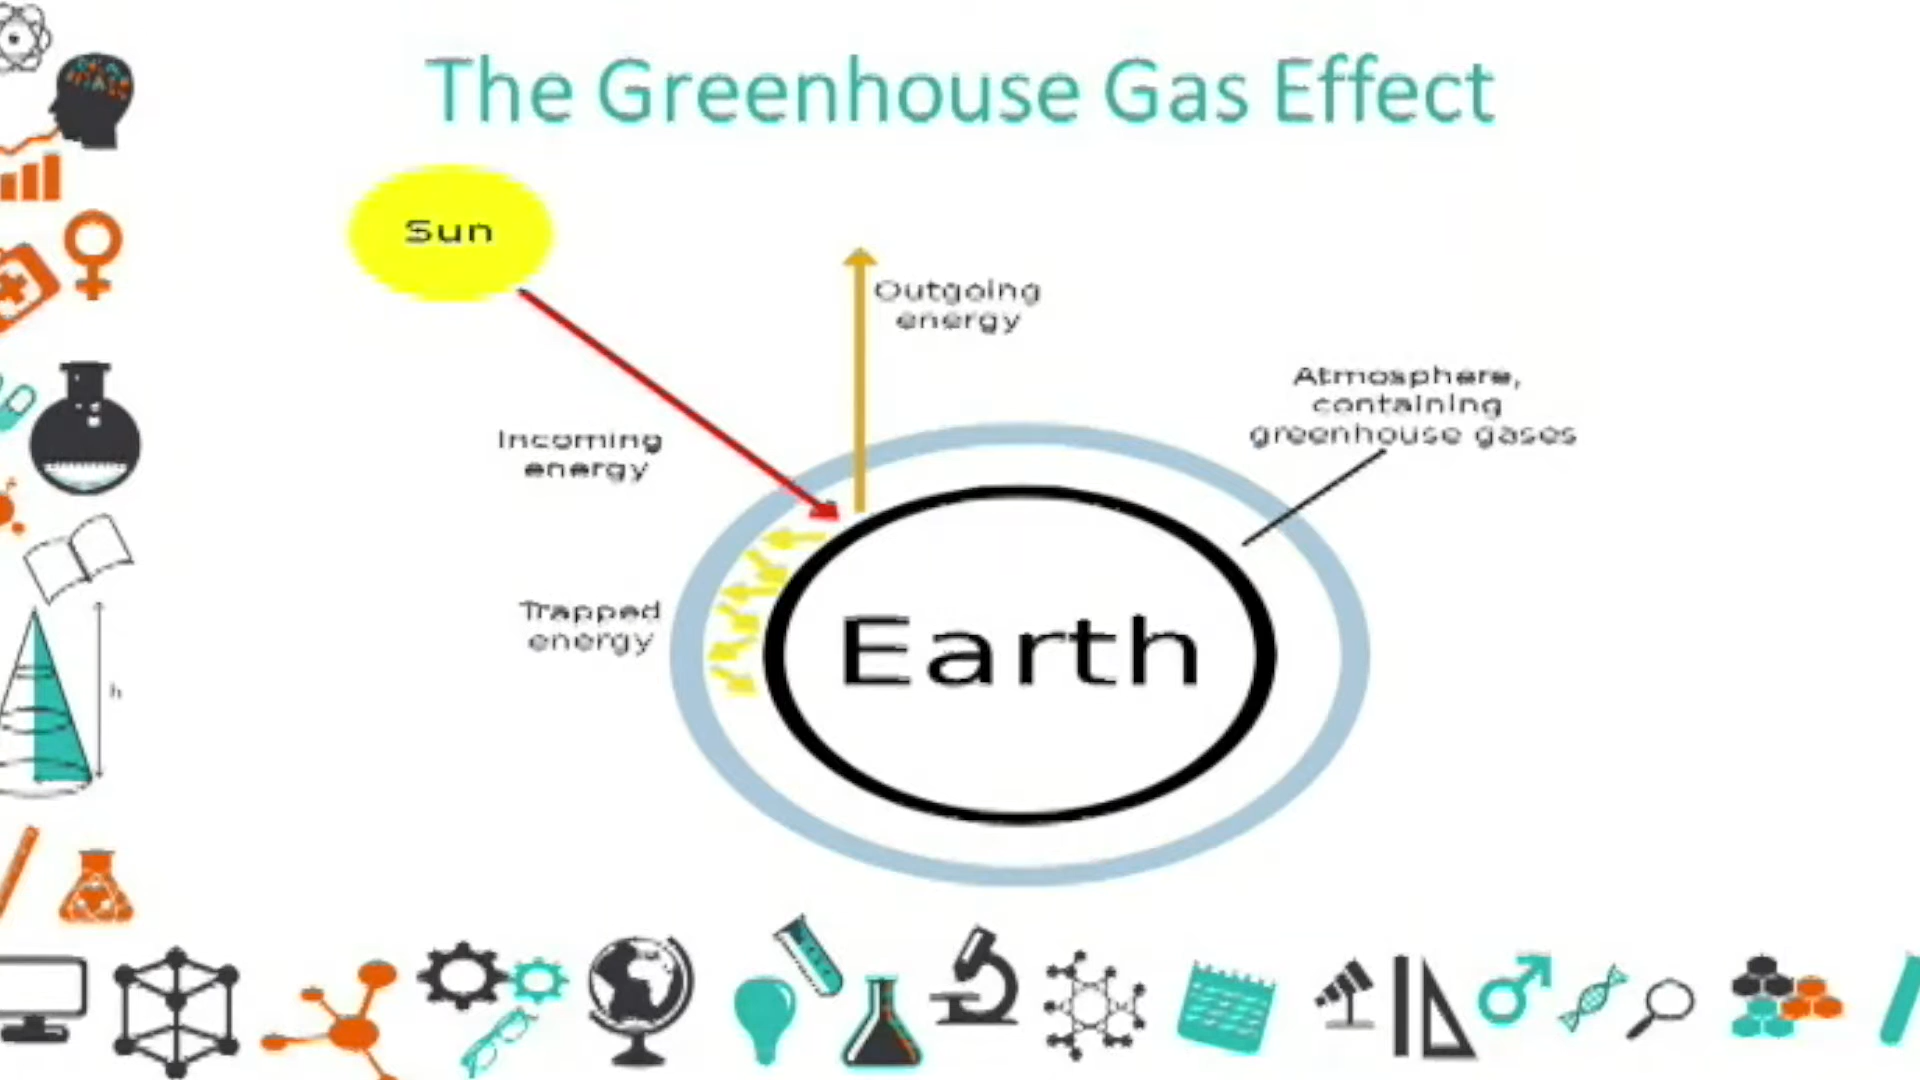 The Greenhouse Gas Effect
Sun
Outgoing
energy
Atmosphere,
containing
greenhouse gases
Incoming
energy
Trapped
energy
Earth
h